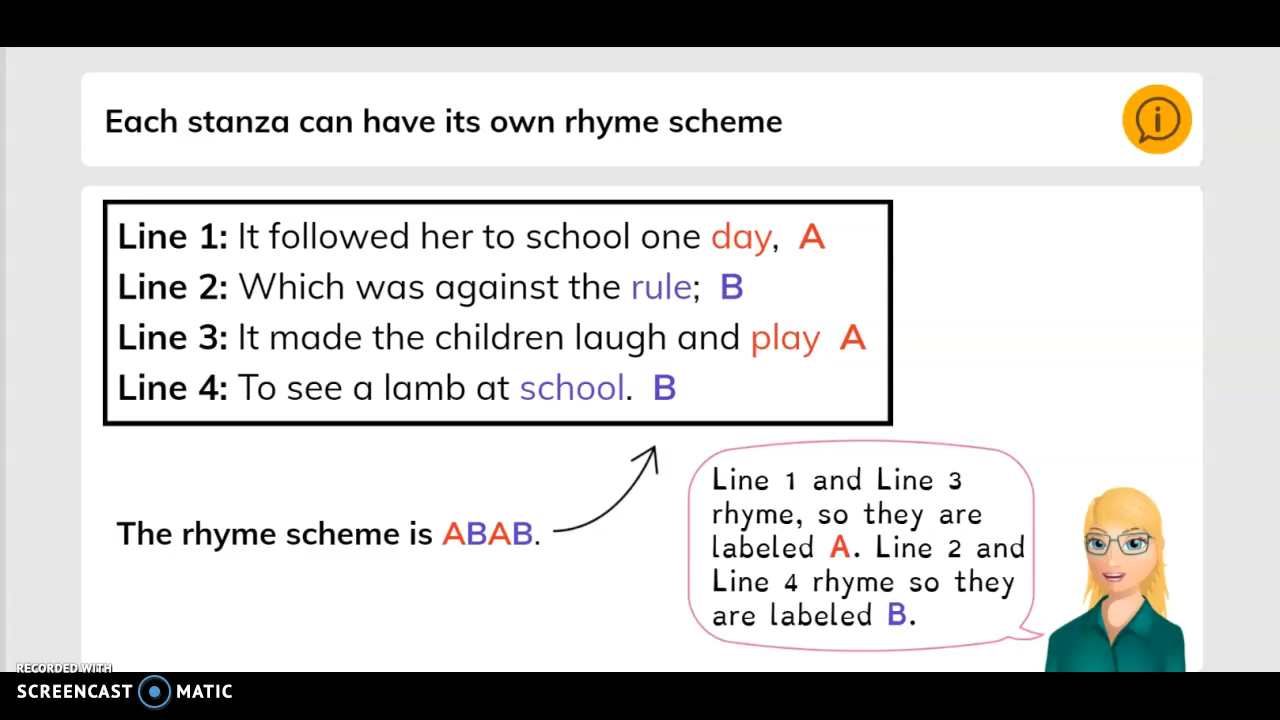 Each stanza can have its own rhyme scheme
Line 1: It followed her to school one day, A
Line 2: Which was against the rule; B
Line 3: It made the children laugh and play A
Line 4: To see a lamb at school. B
The rhyme scheme is ABAB.
Line 1 and Line 3
rhyme, so they are
labeled A. Line 2 and
Line 4 rhyme so they
are labeled B.
RECORDED WITH
SCREENCAST MATIC